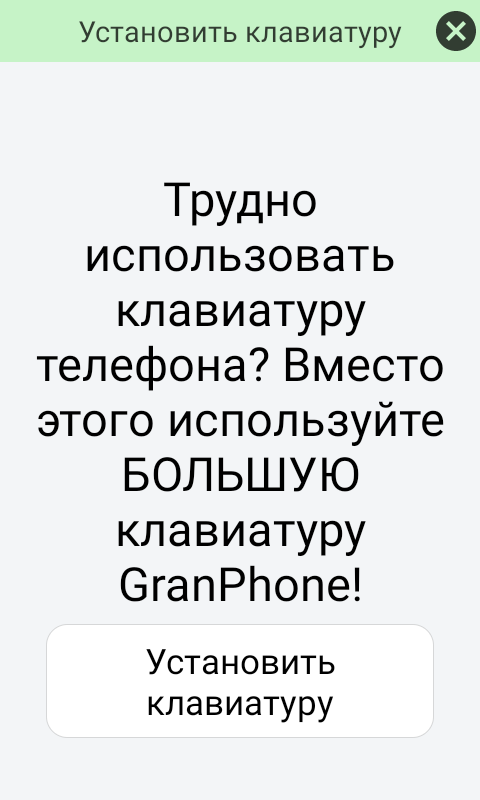 Установить клавиатуру
Трудно
использовать
клавиатуру
телефона? Вместо
этого используйте
БОЛЬШУЮ
клавиатуру
GranPhone!
Установить
клавиатуру